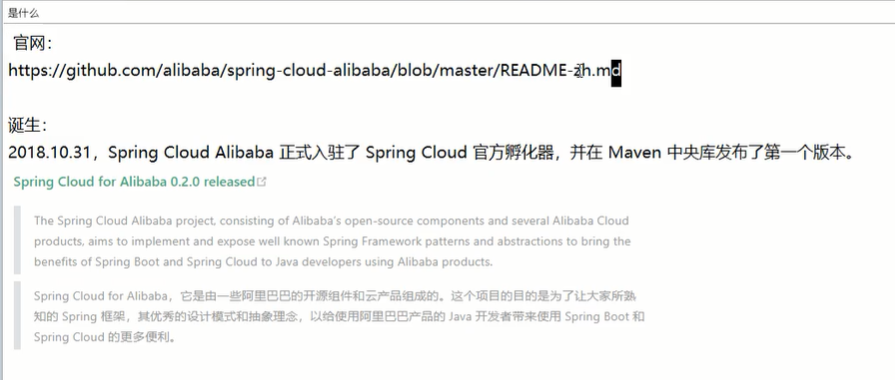 是什么
官网：
https://github.com/alibaba/spring-cloud-alibaba/blob/master/README-zh.md
诞生：
2018.10.31，Spring Cloud Alibaba 正式入驻了 Spring Cloud 官方孵化器，并在 Maven 中央库发布了第一个版本。
Spring Cloud for Alibaba 0.2.0 released
The Spring Cloud Alibaba project, consisting of Alibaba's open-source components and several Alibaba Cloud
products, aims to implement and expose well known Spring Framework patterns and abstractions to bring the
benefits of Spring Boot and Spring Cloud to Java developers using Alibaba products.
Spring Cloud for Alibaba，它是由一些阿里巴巴的开源组件和云产品组成的。这个项目的目的是为了让大家所熟
知的 Spring 框架，其优秀的设计模式和抽象理念，以给使用阿里巴巴产品的 Java 开发者带来使用 Spring Boot 和
Spring Cloud 的更多便利。